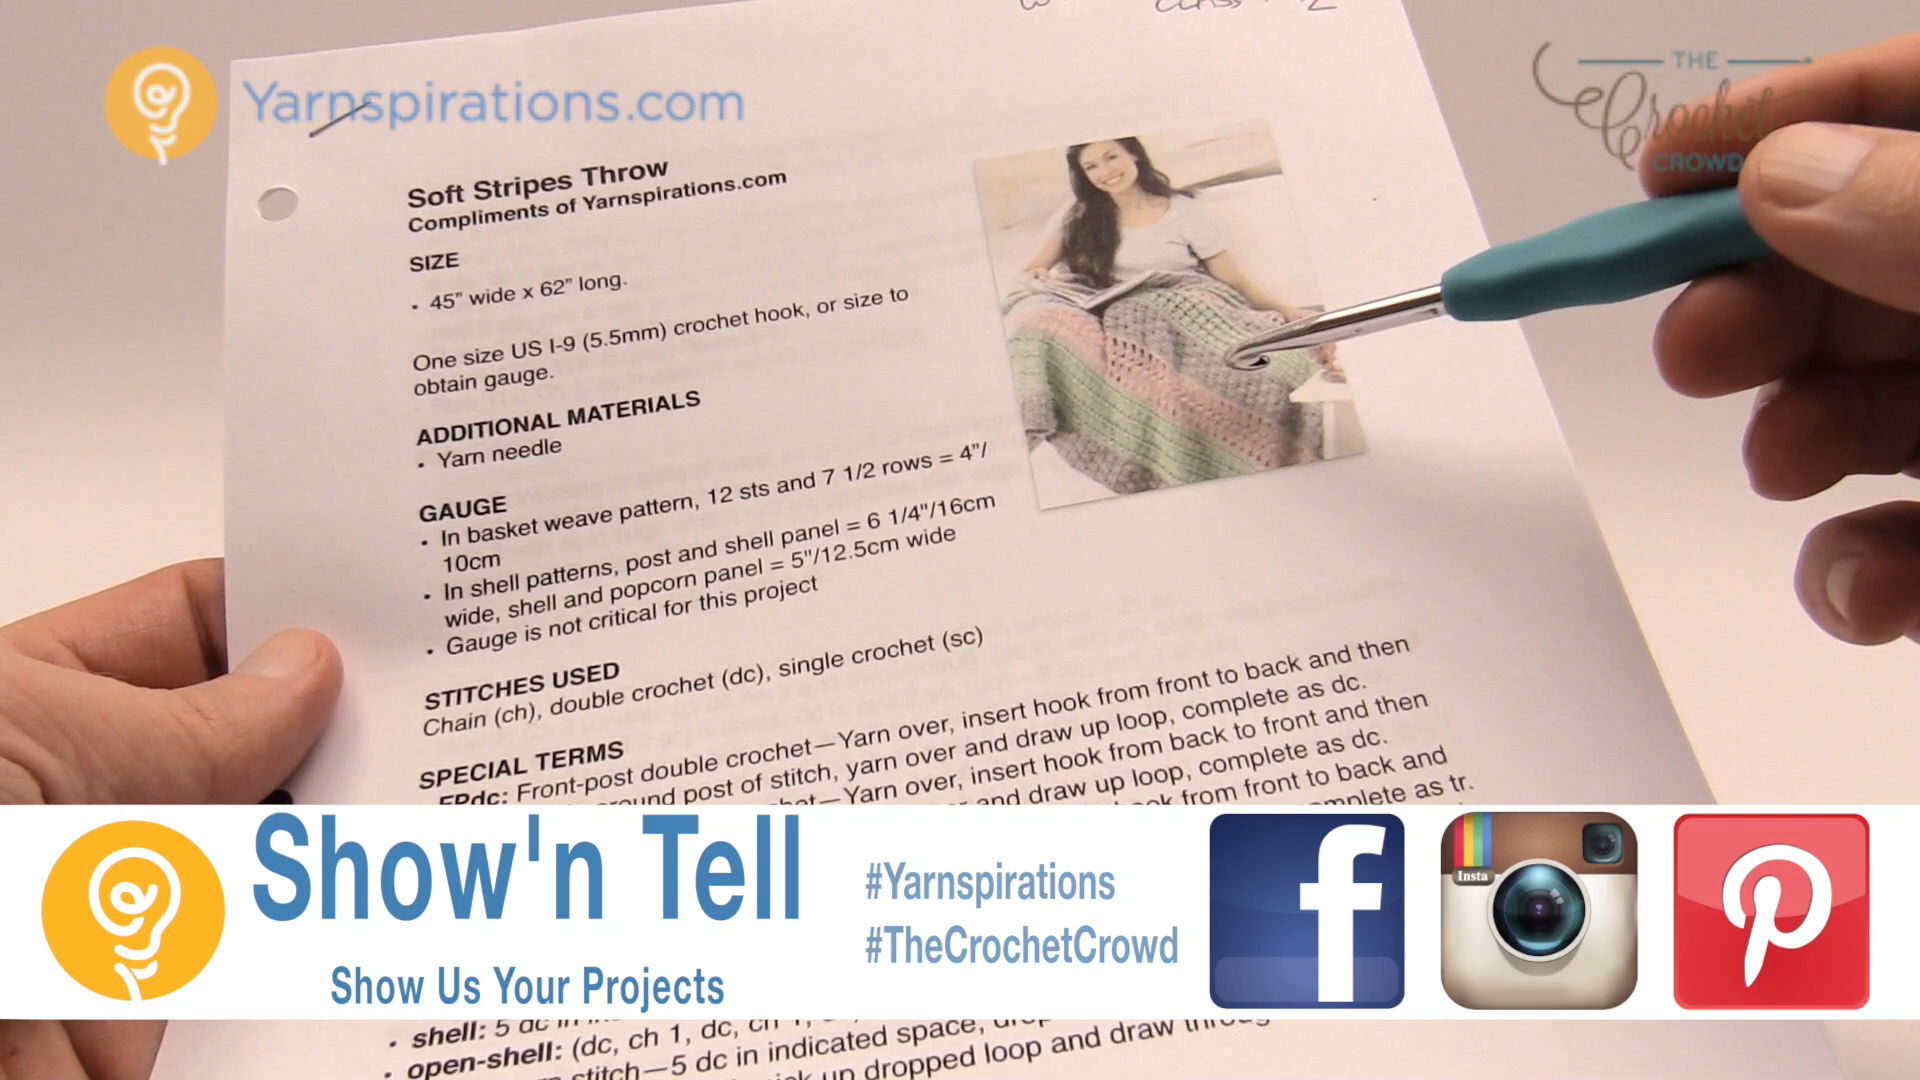 Yarnspirations.com
THE
Crochet
CROWD
Soft Stripes Throw
Compliments of Yarnspirations.com
SIZE
• 45” wide x 62” long.
One size US I-9 (5.5mm) crochet hook, or size to
obtain gauge.
ADDITIONAL MATERIALS
• Yarn needle
GAUGE
• In basket weave pattern, 12 sts and 7 1/2 rows = 4"/
10cm
• In shell patterns, post and shell panel = 6 1/4"/16cm
wide, shell and popcorn panel = 5"/12.5cm wide
• Gauge is not critical for this project
STITCHES USED
Chain (ch), double crochet (dc), single crochet (sc)
SPECIAL TERMS
FPdc: Front-post double crochet—Yarn over, insert hook from front to back and then
post of stitch, yarn over and draw up loop, complete as dc.
—Yarn over, insert hook from back to front and then
and draw up loop, complete as dc.
from front to back and
as tr.
Show'n Tell
Show Us Your Projects
#Yarnspirations
#TheCrochetCrowd
Insta
• shell: 5 dc in
• open-shell: (dc, ch 1, dc, ch 1,
stitch—5 dc in indicated space,
up dropped loop and draw